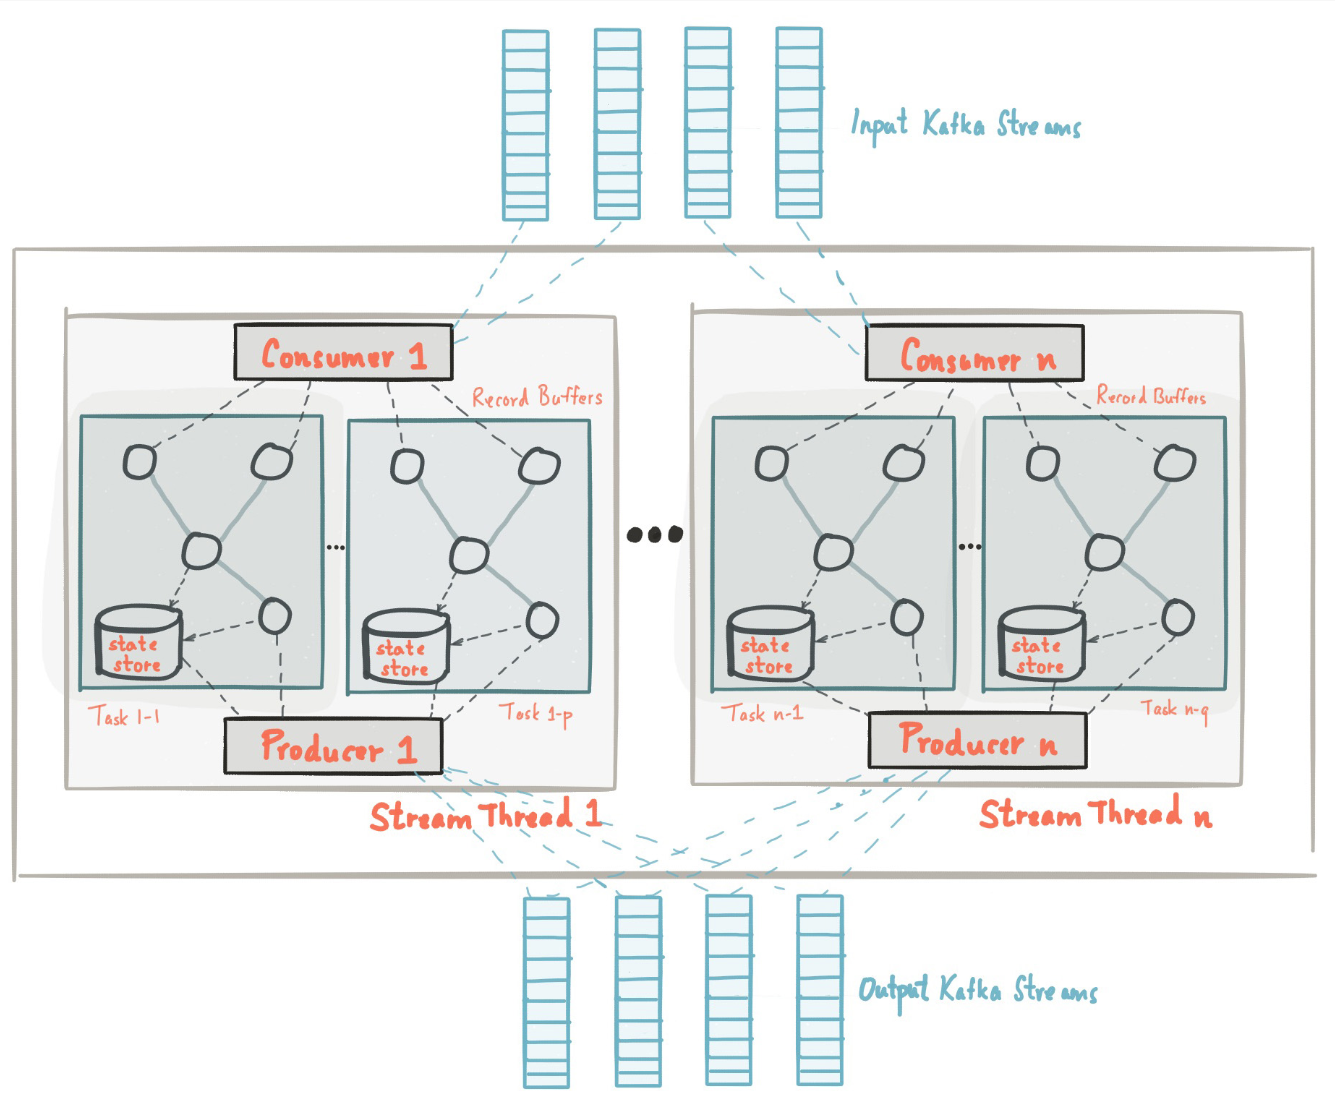 Input Kafka Streams
Consumer 1
Record Buffers
state
store
state
store
Task 1-1
Task 1-p
Producer 1
Stream Thread 1
Consumer n
Record Buffers
state
store
state
store
Task n-1
Task n-q
Producer n
Stream Thread n
Output Kafka Streams